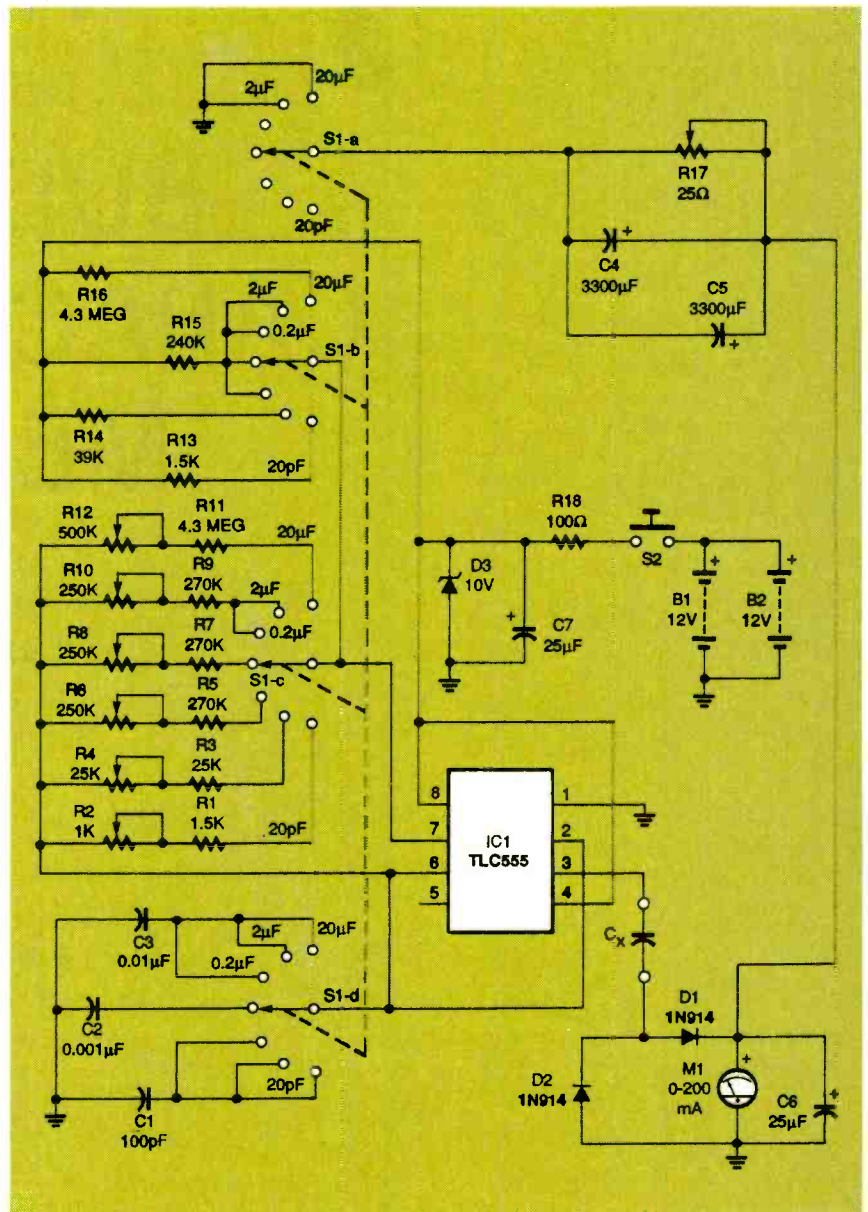 20μF
2μF
S1-a
20pF
R17
25Ω
C4
3300μF
C5
3300μF
R16
4.3 MEG
20μF
2μF
R15
240K
0.2μF
S1-b
R14
39K
R13
1.5K
20pF
R12
500K
R11
4.3 MEG
20μF
R10
250K
R9
270K
2μF
0.2μF
R8
250K
R7
270K
S1-c
R6
250K
R5
270K
R4
25K
R3
25K
R2
1K
R1
1.5K
20pF
R18
100Ω
S2
D3
10V
+
C7
25μF
+
B1
12V
+
B2
12V
8
1
7
2
6
3
5
4
IC1
TLC555
C3
0.01μF
20μF
2μF
0.2μF
S1-d
C2
0.001μF
20pF
C1
100pF
CX
D1
1N914
D2
1N914
+
M1
0-200
mA
+
C6
25μF